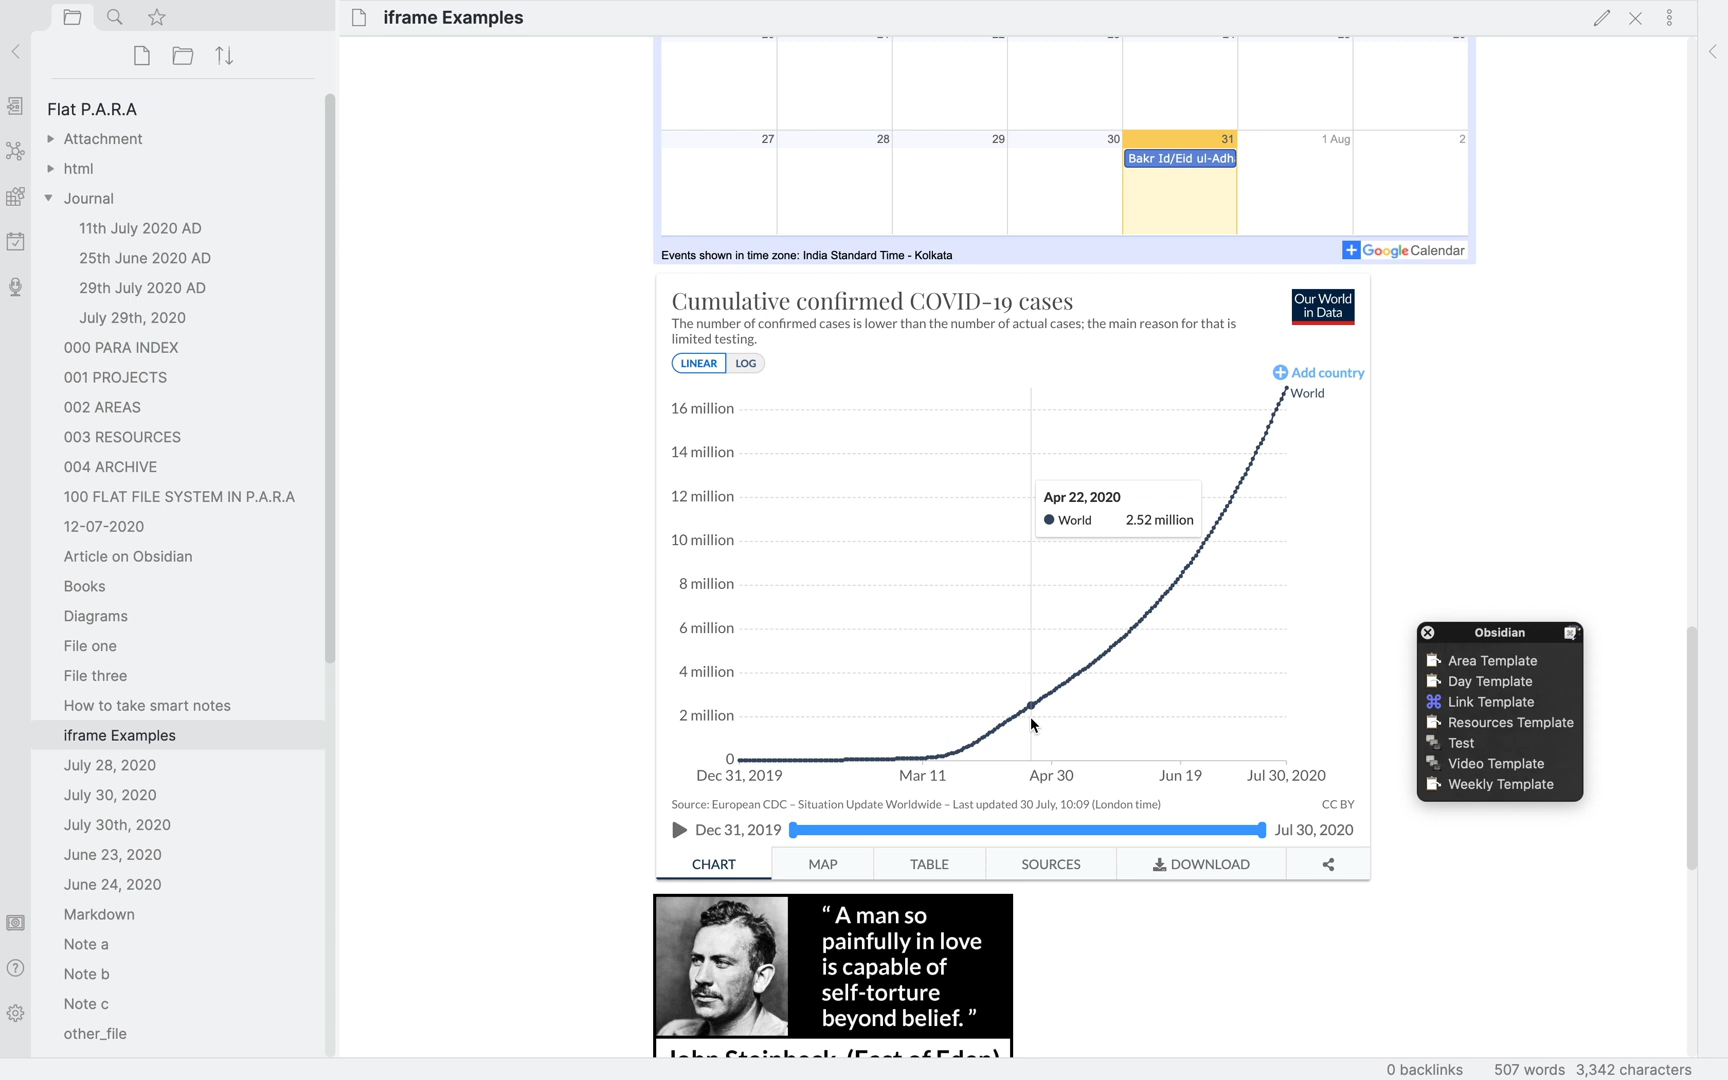 iframe Examples
Flat P.A.R.A
Attachment
html
Journal
11th July 2020 AD
25th June 2020 AD
29th July 2020 AD
July 29th, 2020
000 PARA INDEX
001 PROJECTS
002 AREAS
003 RESOURCES
004 ARCHIVE
100 FLAT FILE SYSTEM IN P.A.R.A
12-07-2020
Article on Obsidian
Books
Diagrams
File one
File three
How to take smart notes
iframe Examples
July 28, 2020
July 30, 2020
July 30th, 2020
June 23, 2020
June 24, 2020
Markdown
Note a
Note b
Note c
other_file
27 28 29 30 31 1 Aug 2
Bakr Id/Eid ul-Adh
Events shown in time zone: India Standard Time - Kolkata
Google Calendar
Cumulative confirmed COVID-19 cases
The number of confirmed cases is lower than the number of actual cases; the main reason for that is
limited testing.
Our World
in Data
LINEAR LOG
Add country
World
16 million
14 million
12 million
10 million
8 million
6 million
4 million
2 million
0
Apr 22, 2020
World 2.52 million
Dec 31, 2019 Mar 11 Apr 30 Jun 19 Jul 30, 2020
Source: European CDC – Situation Update Worldwide – Last updated 30 July, 10:09 (London time) CC BY
Dec 31, 2019 Jul 30, 2020
CHART MAP TABLE SOURCES DOWNLOAD
“ A man so
painfully in love
is capable of
self-torture
beyond belief. ”
John Steinbeck, (East of Eden)
Obsidian
Area Template
Day Template
Link Template
Resources Template
Test
Video Template
Weekly Template
0 backlinks 507 words 3,342 characters